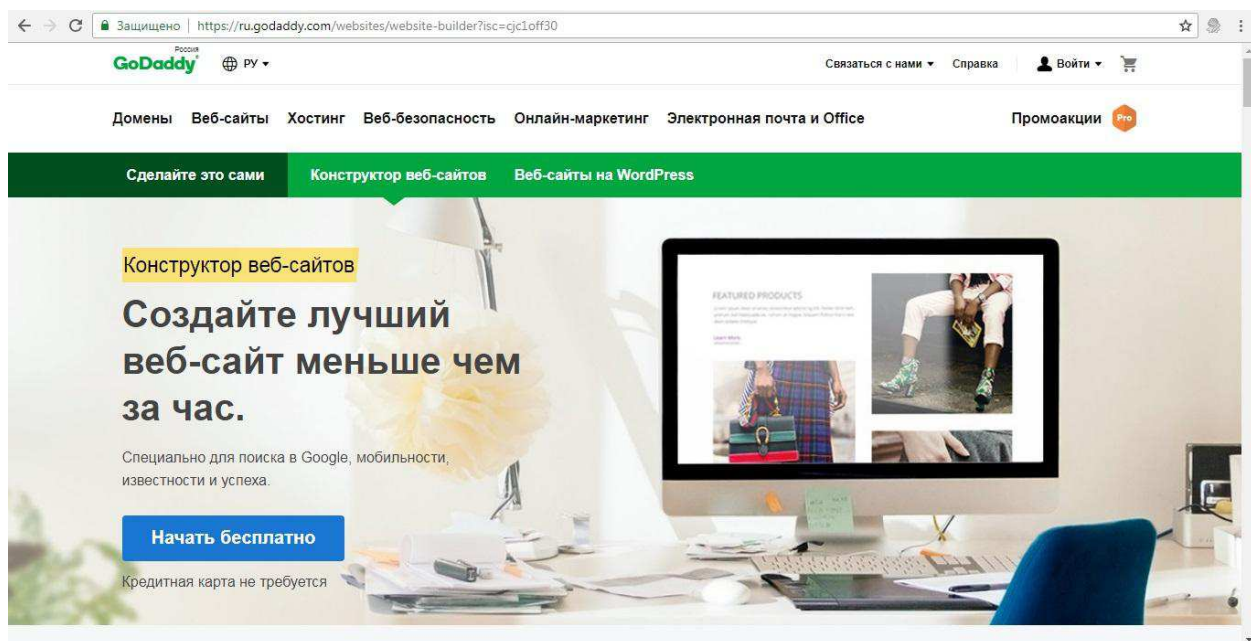 Защищено | https://ru.godaddy.com/websites/website-builder?isc=cjc1off30
Россия
GoDaddy РУ Связаться с нами Справка Войти
Домены Веб-сайты Хостинг Веб-безопасность Онлайн-маркетинг Электронная почта и Office Промоакции Pro
Сделайте это сами Конструктор веб-сайтов Веб-сайты на WordPress
Конструктор веб-сайтов
Создайте лучший
веб-сайт меньше чем
за час.
Специально для поиска в Google, мобильности,
известности и успеха.
Начать бесплатно
Кредитная карта не требуется
FEATURED PRODUCTS
Learn More